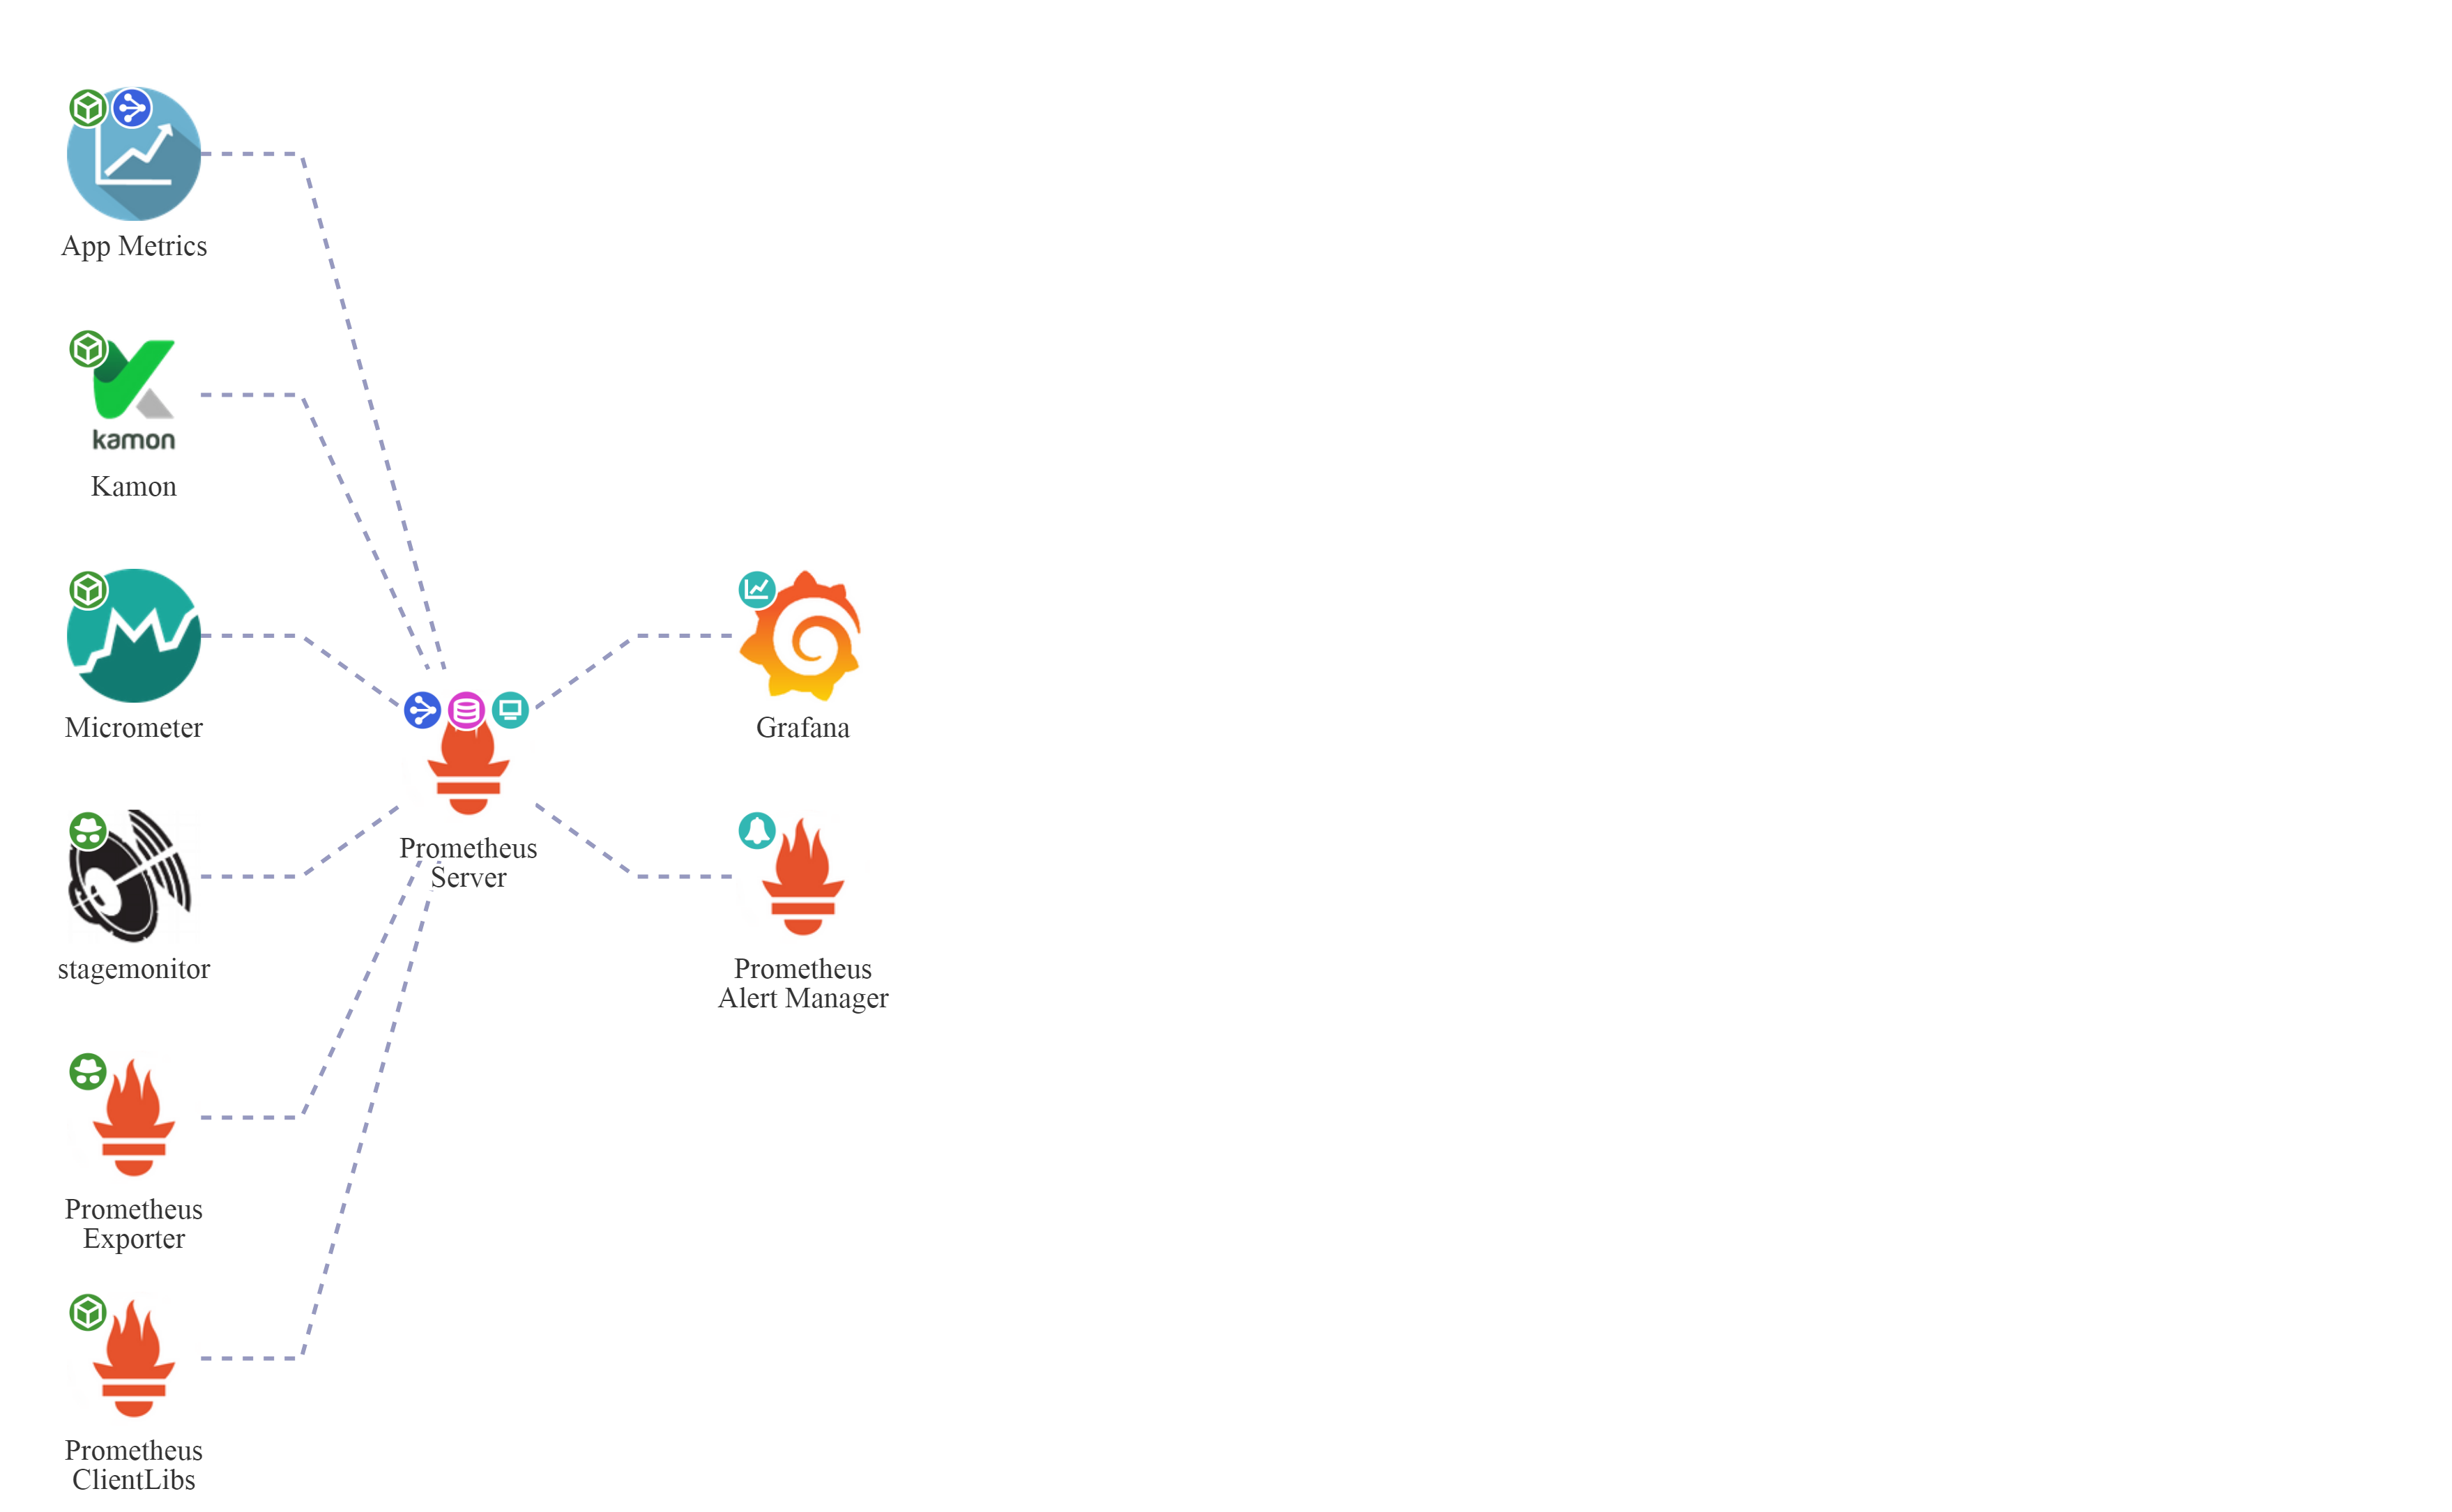 App Metrics
kamon
Kamon
Micrometer
stagemonitor
Prometheus
Exporter
Prometheus
ClientLibs
Prometheus
Server
Grafana
Prometheus
Alert Manager